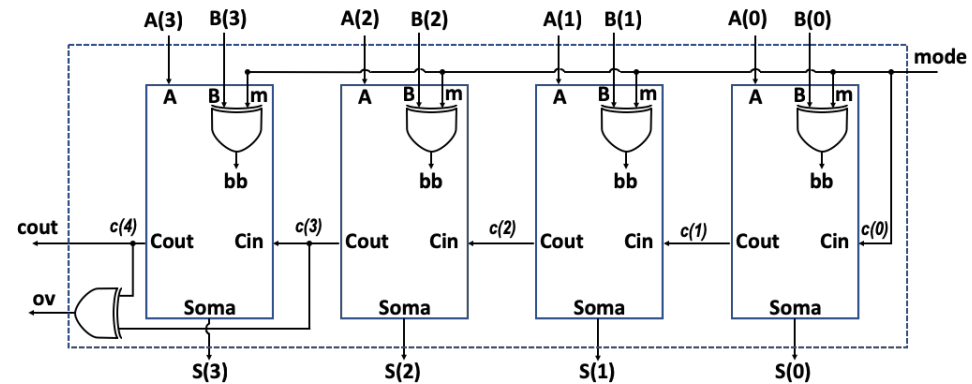 A(3) B(3) A(2) B(2) A(1) B(1) A(0) B(0)
mode
A B m A B m A B m A B m
bb bb bb bb
cout c(4) Cout Cin c(3) Cout Cin c(2) Cout Cin c(1) Cout Cin c(0)
ov
Soma Soma Soma Soma
S(3) S(2) S(1) S(0)